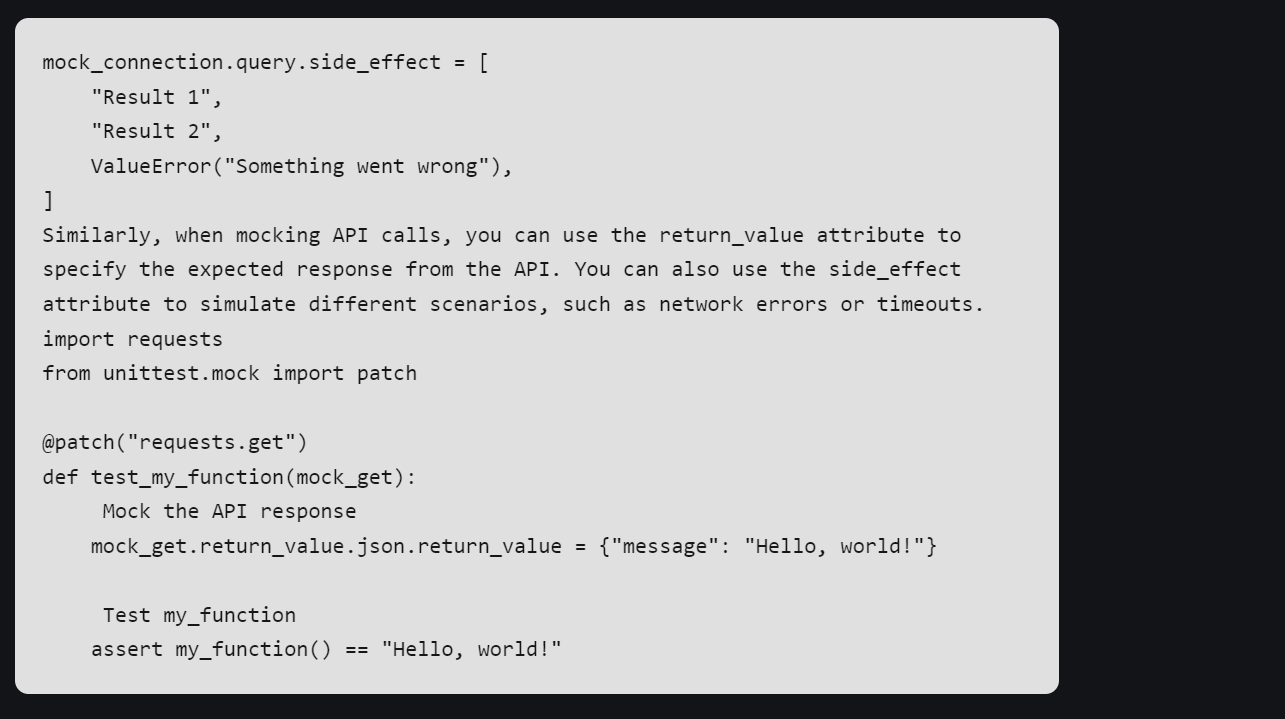 mock_connection.query.side_effect = [
    "Result 1",
    "Result 2",
    ValueError("Something went wrong"),
]
Similarly, when mocking API calls, you can use the return_value attribute to
specify the expected response from the API. You can also use the side_effect
attribute to simulate different scenarios, such as network errors or timeouts.
import requests
from unittest.mock import patch

@patch("requests.get")
def test_my_function(mock_get):
     Mock the API response
    mock_get.return_value.json.return_value = {"message": "Hello, world!"}

     Test my_function
    assert my_function() == "Hello, world!"